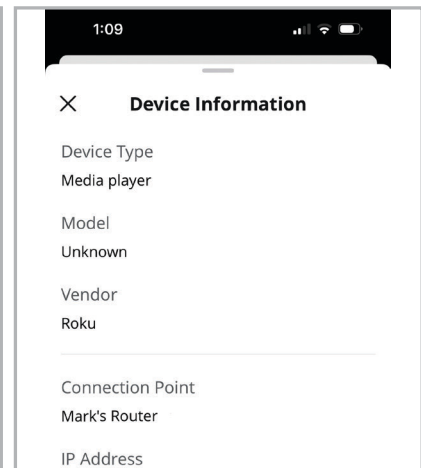 1:09
Device Information
Device Type
Media player
Model
Unknown
Vendor
Roku
Connection Point
Mark's Router
IP Address